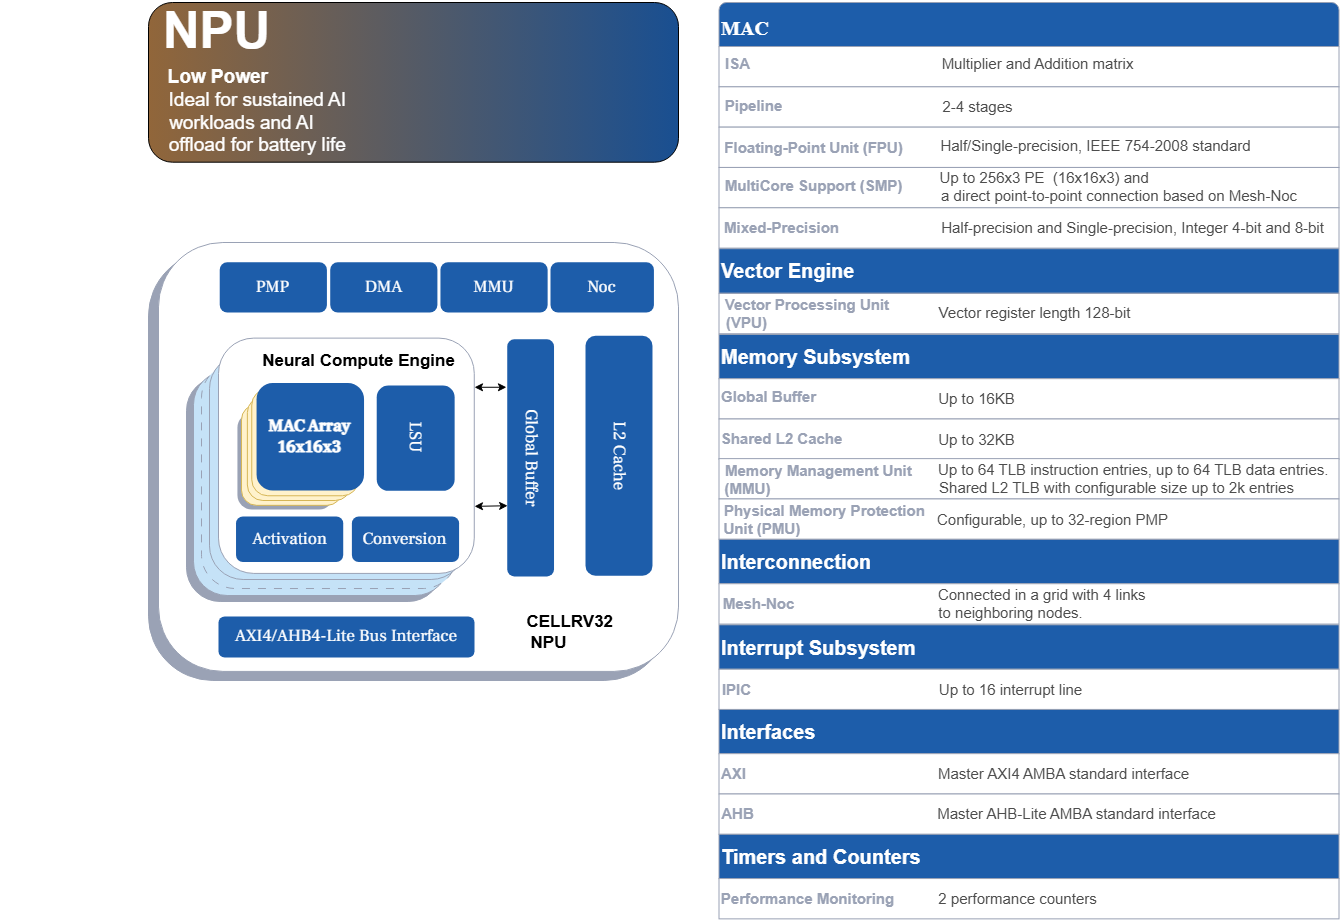 NPU
Low Power
Ideal for sustained AI
workloads and AI
offload for battery life
PMP
DMA
MMU
Noc
Neural Compute Engine
MAC Array
16x16x3
LSU
Activation
Conversion
Global Buffer
L2 Cache
AXI4/AHB4-Lite Bus Interface
CELLRV32
NPU
MAC
ISA
Multiplier and Addition matrix
Pipeline
2-4 stages
Floating-Point Unit (FPU)
Half/Single-precision, IEEE 754-2008 standard
MultiCore Support (SMP)
Up to 256x3 PE (16x16x3) and
a direct point-to-point connection based on Mesh-Noc
Mixed-Precision
Half-precision and Single-precision, Integer 4-bit and 8-bit
Vector Engine
Vector Processing Unit
(VPU)
Vector register length 128-bit
Memory Subsystem
Global Buffer
Up to 16KB
Shared L2 Cache
Up to 32KB
Memory Management Unit
(MMU)
Up to 64 TLB instruction entries, up to 64 TLB data entries.
Shared L2 TLB with configurable size up to 2k entries
Physical Memory Protection
Unit (PMU)
Configurable, up to 32-region PMP
Interconnection
Mesh-Noc
Connected in a grid with 4 links
to neighboring nodes.
Interrupt Subsystem
IPIC
Up to 16 interrupt line
Interfaces
AXI
Master AXI4 AMBA standard interface
AHB
Master AHB-Lite AMBA standard interface
Timers and Counters
Performance Monitoring
2 performance counters